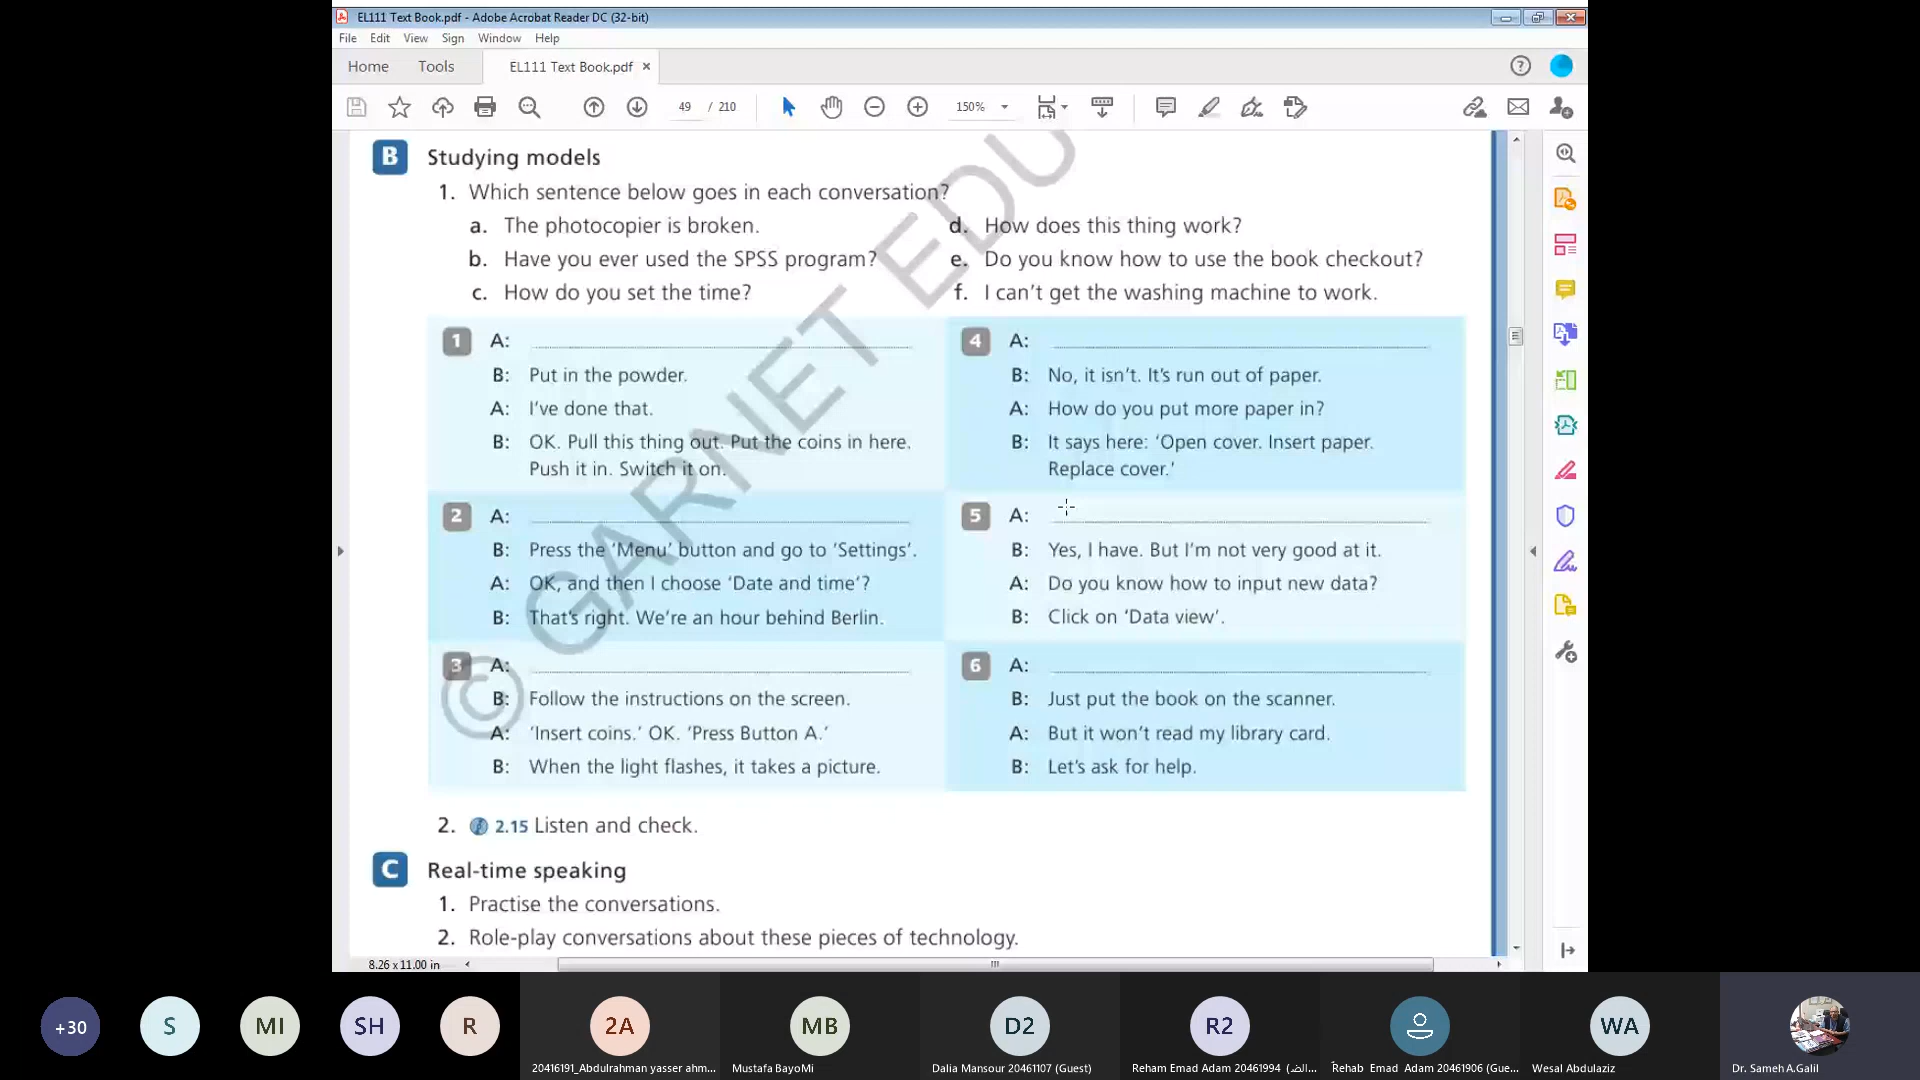 EL111 Text Book.pdf - Adobe Acrobat Reader DC (32-bit)
File Edit View Sign Window Help
Home Tools EL111 Text Book.pdf
49 / 210 150%
B Studying models
1. Which sentence below goes in each conversation?
a. The photocopier is broken.
b. Have you ever used the SPSS program?
c. How do you set the time?
d. How does this thing work?
e. Do you know how to use the book checkout?
f. I can't get the washing machine to work.
1 A:
B: Put in the powder.
A: I've done that.
B: OK. Pull this thing out. Put the coins in here.
Push it in. Switch it on.
2 A:
B: Press the ‘Menu’ button and go to ‘Settings’.
A: OK, and then I choose ‘Date and time’?
B: That's right. We're an hour behind Berlin.
3 A:
B: Follow the instructions on the screen.
A: ‘Insert coins.’ OK. ‘Press Button A.’
B: When the light flashes, it takes a picture.
4 A:
B: No, it isn't. It's run out of paper.
A: How do you put more paper in?
B: It says here: ‘Open cover. Insert paper.
Replace cover.’
5 A:
B: Yes, I have. But I'm not very good at it.
A: Do you know how to input new data?
B: Click on ‘Data view’.
6 A:
B: Just put the book on the scanner.
A: But it won't read my library card.
B: Let's ask for help.
© GARNET EDU
2. 2.15 Listen and check.
C Real-time speaking
1. Practise the conversations.
2. Role-play conversations about these pieces of technology.
8.26 x 11.00 in
+30 S MI SH R 2A MB D2 R2 WA
20416191_Abdulrahman yasser ahm... Mustafa BayoMi Dalia Mansour 20461107 (Guest) Reham Emad Adam 20461994 Rehab Emad Adam 20461906 (Gue... Wesal Abdulaziz Dr. Sameh A.Galil